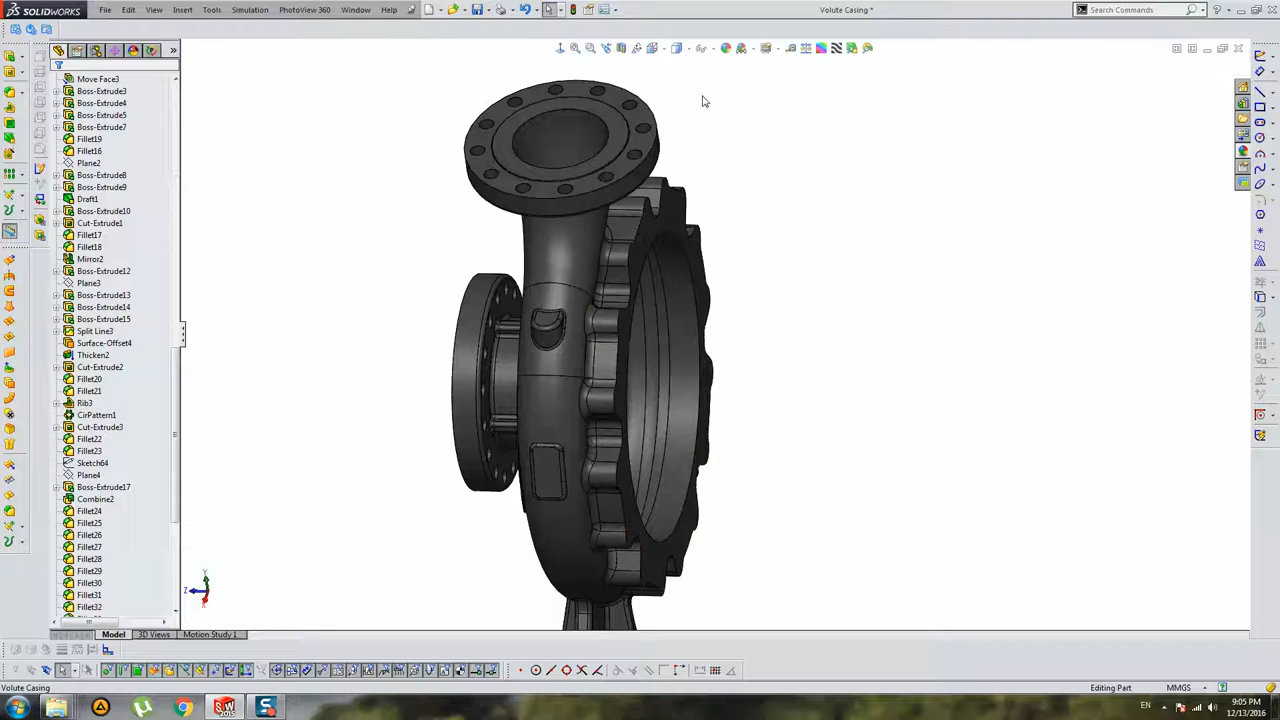 SOLIDWORKS
File Edit View Insert Tools Simulation PhotoView 360 Window Help
Volute Casing *
Search Commands
Move Face3
Boss-Extrude3
Boss-Extrude4
Boss-Extrude5
Boss-Extrude7
Fillet19
Fillet16
Plane2
Boss-Extrude8
Boss-Extrude9
Draft1
Boss-Extrude10
Cut-Extrude1
Fillet17
Fillet18
Mirror2
Boss-Extrude12
Plane3
Boss-Extrude13
Boss-Extrude14
Boss-Extrude15
Split Line3
Surface-Offset4
Thicken2
Cut-Extrude2
Fillet20
Fillet21
Rib3
CirPattern1
Cut-Extrude3
Fillet22
Fillet23
Sketch64
Plane4
Boss-Extrude17
Combine2
Fillet24
Fillet25
Fillet26
Fillet27
Fillet28
Fillet29
Fillet30
Fillet31
Fillet32
Y
Z
X
Model 3D Views Motion Study 1
Volute Casing
Editing Part
MMGS
EN
9:05 PM
12/13/2016